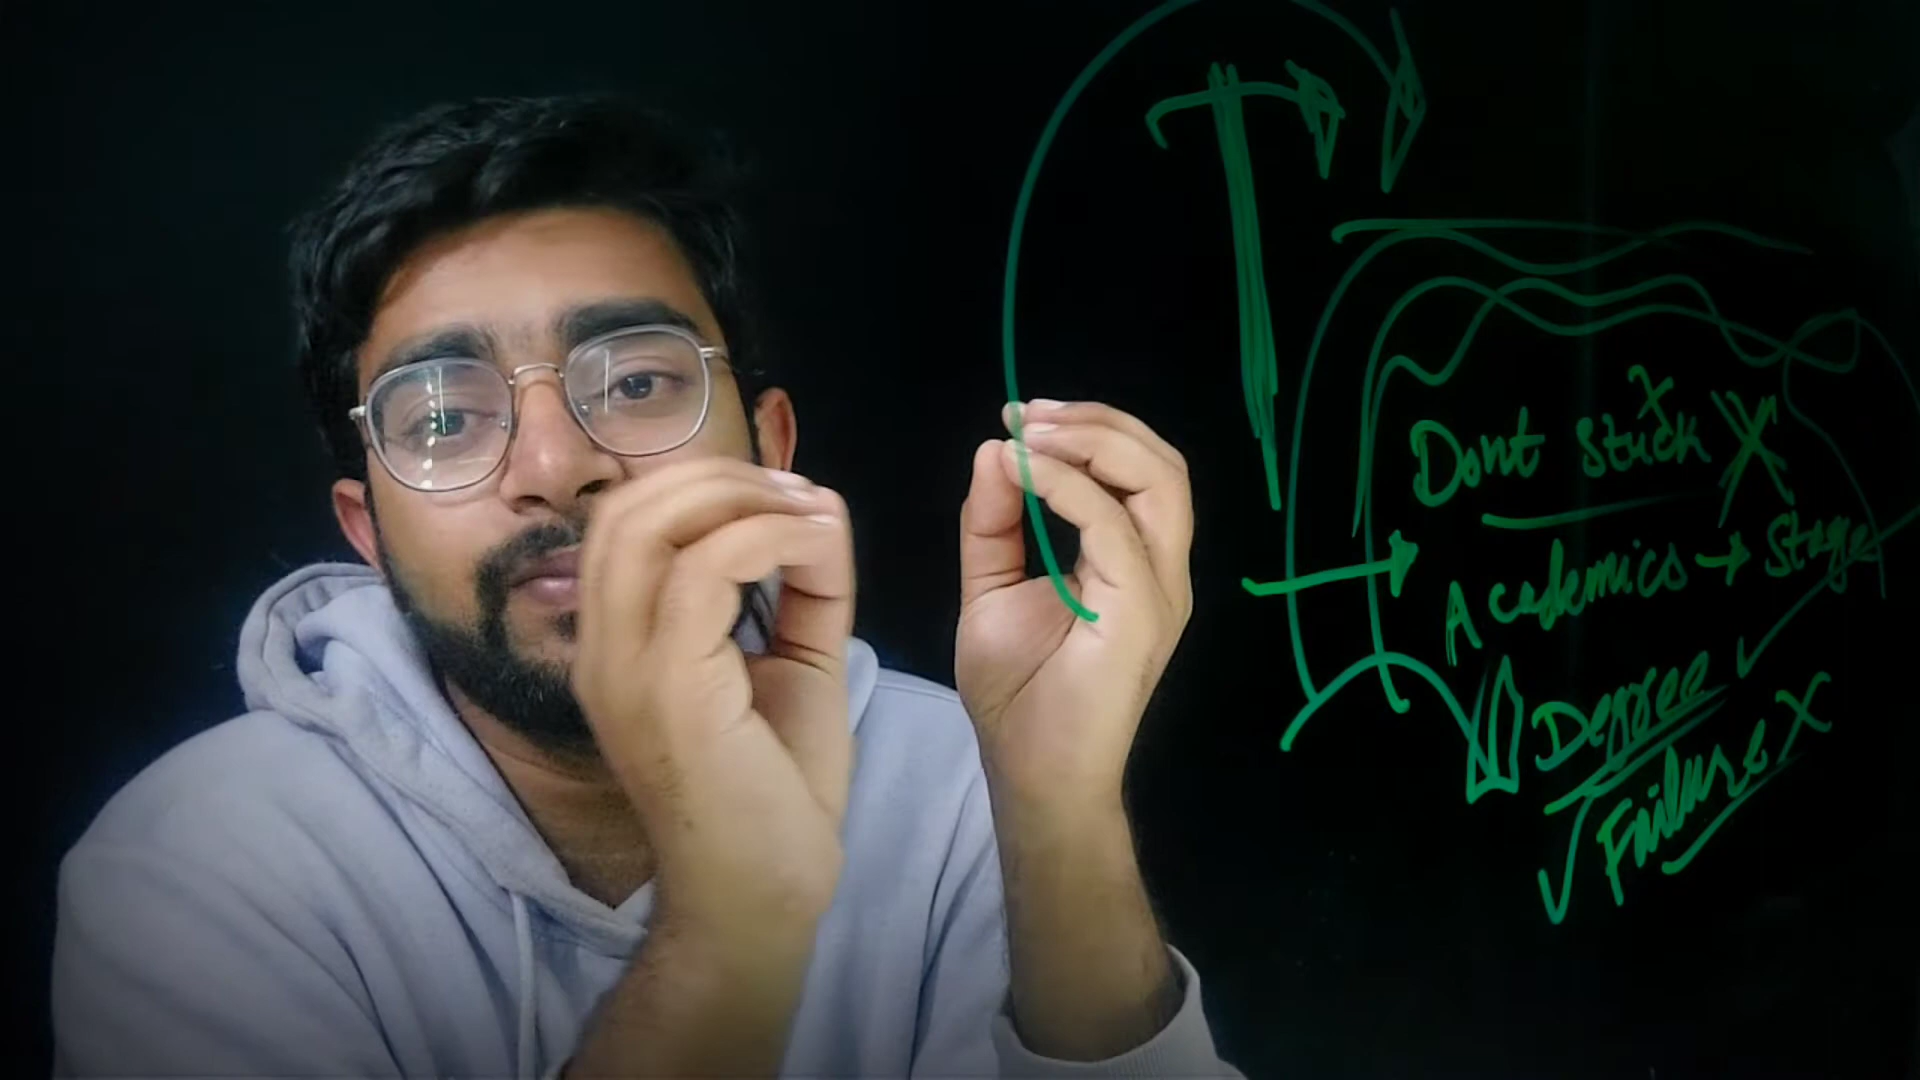 Dont stuck X
Academics → stage
Degree ✓
✓ Failure X